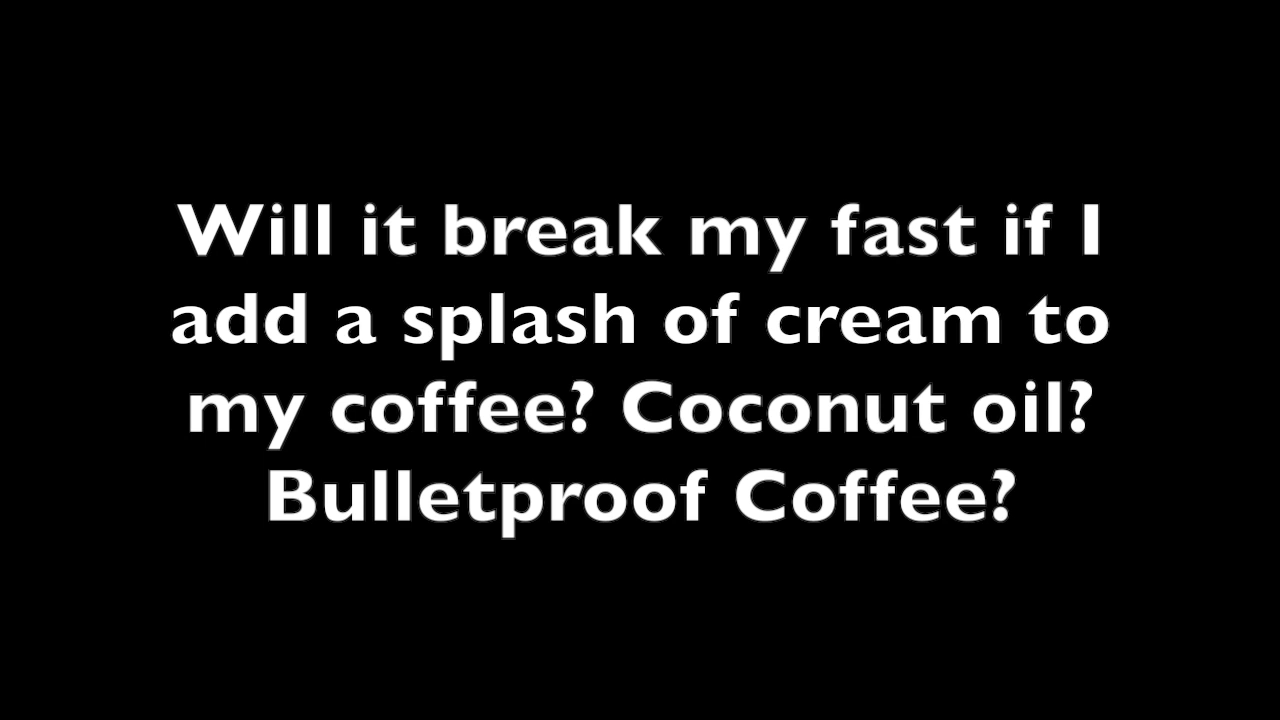 Will it break my fast if I
add a splash of cream to
my coffee? Coconut oil?
Bulletproof Coffee?